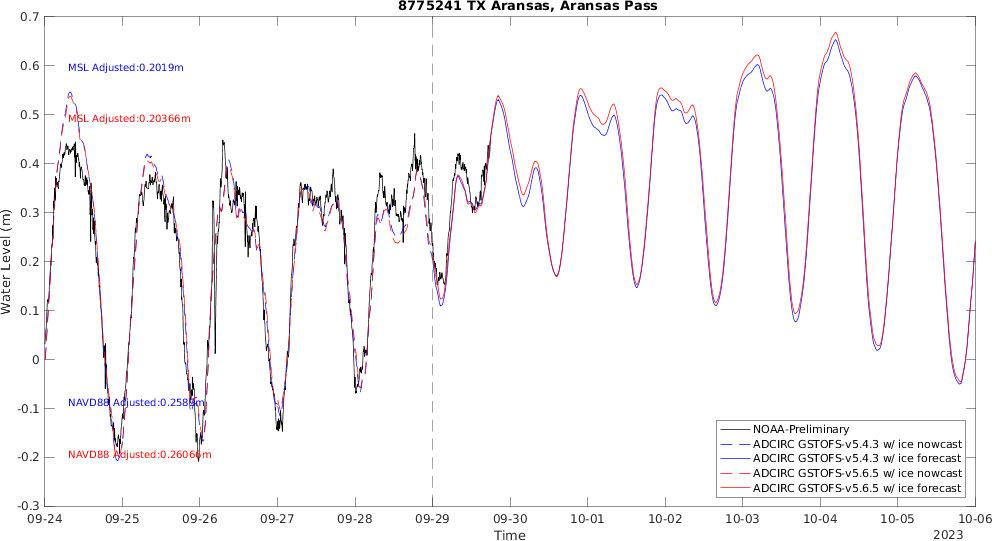 8775241 TX Aransas, Aransas Pass
0.7
0.6
0.5
0.4
0.3
0.2
0.1
0
-0.1
-0.2
-0.3
Water Level (m)
MSL Adjusted:0.2019m
MSL Adjusted:0.20366m
NAVD88 Adjusted:0.2589m
NAVD88 Adjusted:0.26066m
NOAA-Preliminary
ADCIRC GSTOFS-v5.4.3 w/ ice nowcast
ADCIRC GSTOFS-v5.4.3 w/ ice forecast
ADCIRC GSTOFS-v5.6.5 w/ ice nowcast
ADCIRC GSTOFS-v5.6.5 w/ ice forecast
09-24 09-25 09-26 09-27 09-28 09-29 09-30 10-01 10-02 10-03 10-04 10-05 10-06
Time
2023